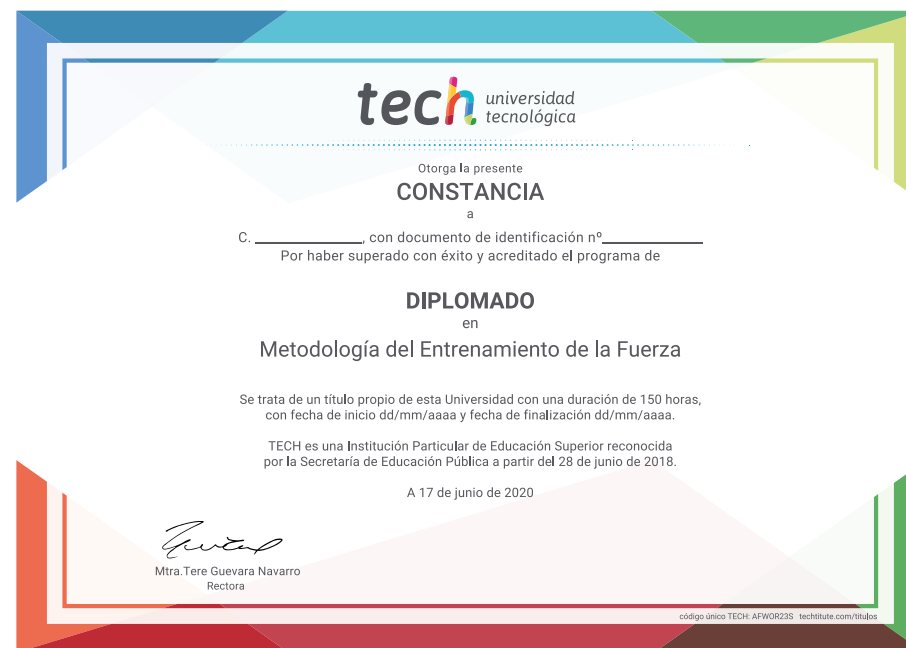 tech universidad
tecnológica
Otorga la presente
CONSTANCIA
a
C. ______________, con documento de identificación nº_____________
Por haber superado con éxito y acreditado el programa de
DIPLOMADO
en
Metodología del Entrenamiento de la Fuerza
Se trata de un título propio de esta Universidad con una duración de 150 horas,
con fecha de inicio dd/mm/aaaa y fecha de finalización dd/mm/aaaa.
TECH es una Institución Particular de Educación Superior reconocida
por la Secretaría de Educación Pública a partir del 28 de junio de 2018.
A 17 de junio de 2020
Mtra.Tere Guevara Navarro
Rectora
código único TECH: AFWOR23S techtitute.com/titulos